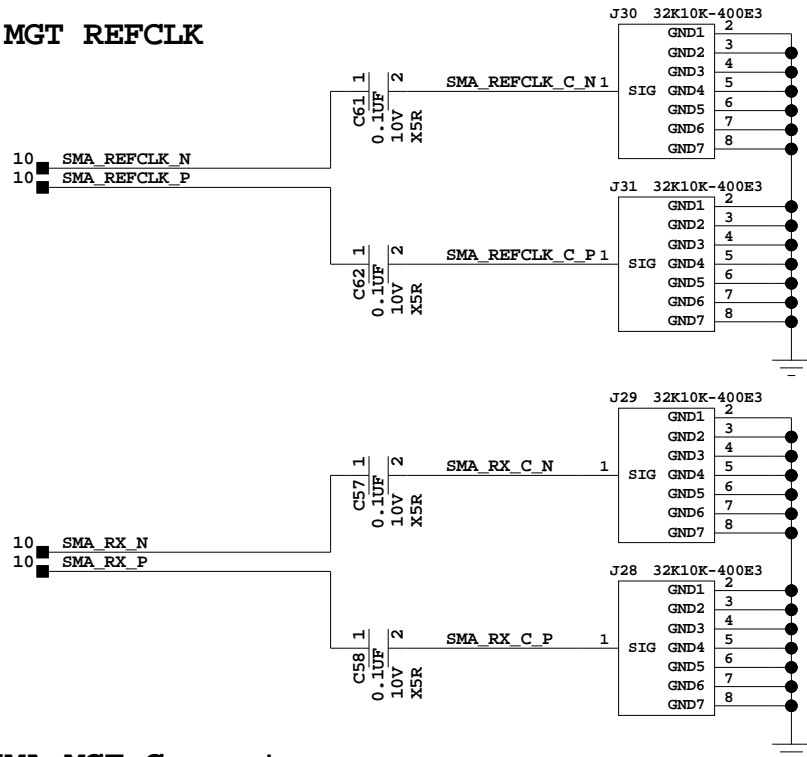 MGT REFCLK
J30 32K10K-400E3
GND1 2
GND2 3
GND3 4
SIG GND4 5
GND5 6
GND6 7
GND7 8
1 2
C61
0.1UF
10V
X5R
SMA_REFCLK_C_N 1
10 SMA_REFCLK_N
10 SMA_REFCLK_P
J31 32K10K-400E3
GND1 2
GND2 3
GND3 4
SIG GND4 5
GND5 6
GND6 7
GND7 8
1 2
C62
0.1UF
10V
X5R
SMA_REFCLK_C_P 1
J29 32K10K-400E3
GND1 2
GND2 3
GND3 4
SIG GND4 5
GND5 6
GND6 7
GND7 8
1 2
C57
0.1UF
10V
X5R
SMA_RX_C_N 1
10 SMA_RX_N
10 SMA_RX_P
J28 32K10K-400E3
GND1 2
GND2 3
GND3 4
SIG GND4 5
GND5 6
GND6 7
GND7 8
1 2
C58
0.1UF
10V
X5R
SMA_RX_C_P 1